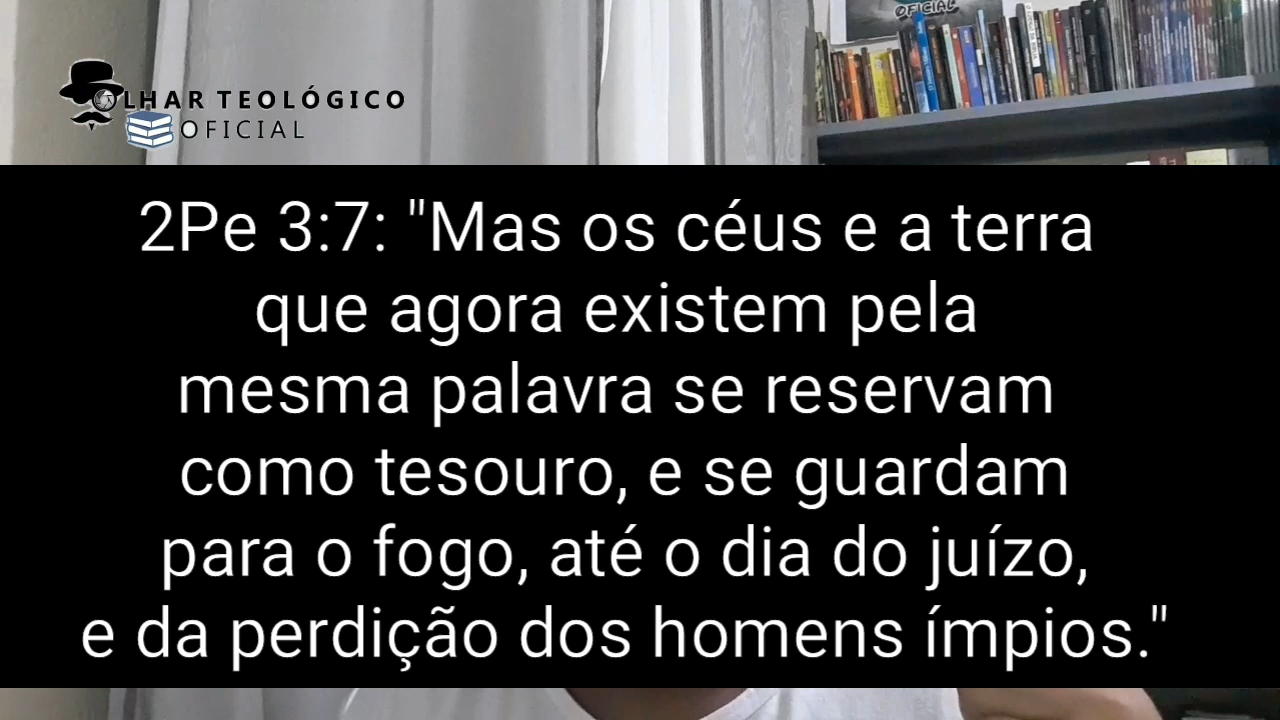 OFICIAL
OLHAR TEOLÓGICO
OFICIAL
2Pe 3:7: "Mas os céus e a terra
que agora existem pela
mesma palavra se reservam
como tesouro, e se guardam
para o fogo, até o dia do juízo,
e da perdição dos homens ímpios."